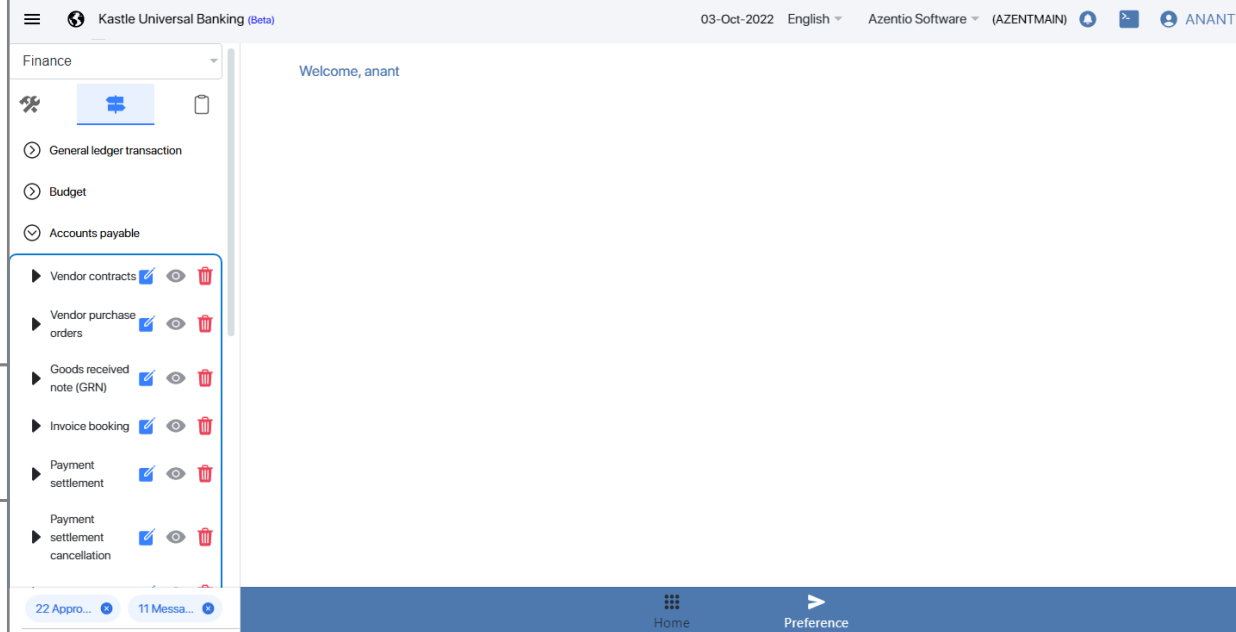 Kastle Universal Banking (Beta)
03-Oct-2022 English Azentio Software (AZENTMAIN) ANANT
Finance
Welcome, anant
General ledger transaction
Budget
Accounts payable
Vendor contracts
Vendor purchase
orders
Goods received
note (GRN)
Invoice booking
Payment
settlement
Payment
settlement
cancellation
22 Appro...
11 Messa...
Home
Preference